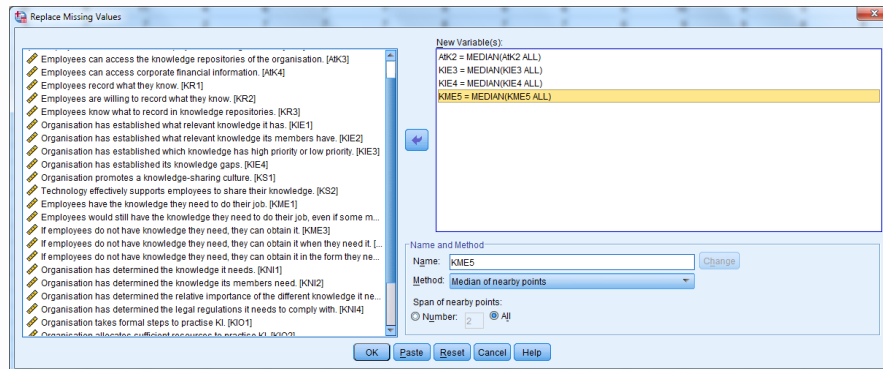 Replace Missing Values
Employees can access the knowledge repositories of the organisation. [AtK3]
Employees can access corporate financial information. [AtK4]
Employees record what they know. [KR1]
Employees are willing to record what they know. [KR2]
Employees know what to record in knowledge repositories. [KR3]
Organisation has established what relevant knowledge it has. [KIE1]
Organisation has established what relevant knowledge its members have. [KIE2]
Organisation has established which knowledge has high priority or low priority. [KIE3]
Organisation has established its knowledge gaps. [KIE4]
Organisation promotes a knowledge-sharing culture. [KS1]
Technology effectively supports employees to share their knowledge. [KS2]
Employees have the knowledge they need to do their job. [KME1]
Employees would still have the knowledge they need to do their job, even if some m...
If employees do not have knowledge they need, they can obtain it. [KME3]
If employees do not have knowledge they need, they can obtain it when they need it. [...
If employees do not have knowledge they need, they can obtain it in the form they ne...
Organisation has determined the knowledge it needs. [KNI1]
Organisation has determined the knowledge its members need. [KNI2]
Organisation has determined the relative importance of the different knowledge it ne...
Organisation has determined the legal regulations it needs to comply with. [KNI4]
Organisation takes formal steps to practise KI. [KIO1]
Organisation allocates sufficient resources to practise KI. [KIO2]
New Variable(s):
AtK2 = MEDIAN(AtK2 ALL)
KIE3 = MEDIAN(KIE3 ALL)
KIE4 = MEDIAN(KIE4 ALL)
KME5 = MEDIAN(KME5 ALL)
Name and Method
Name: KME5 Change
Method: Median of nearby points
Span of nearby points:
Number: 2 All
OK Paste Reset Cancel Help